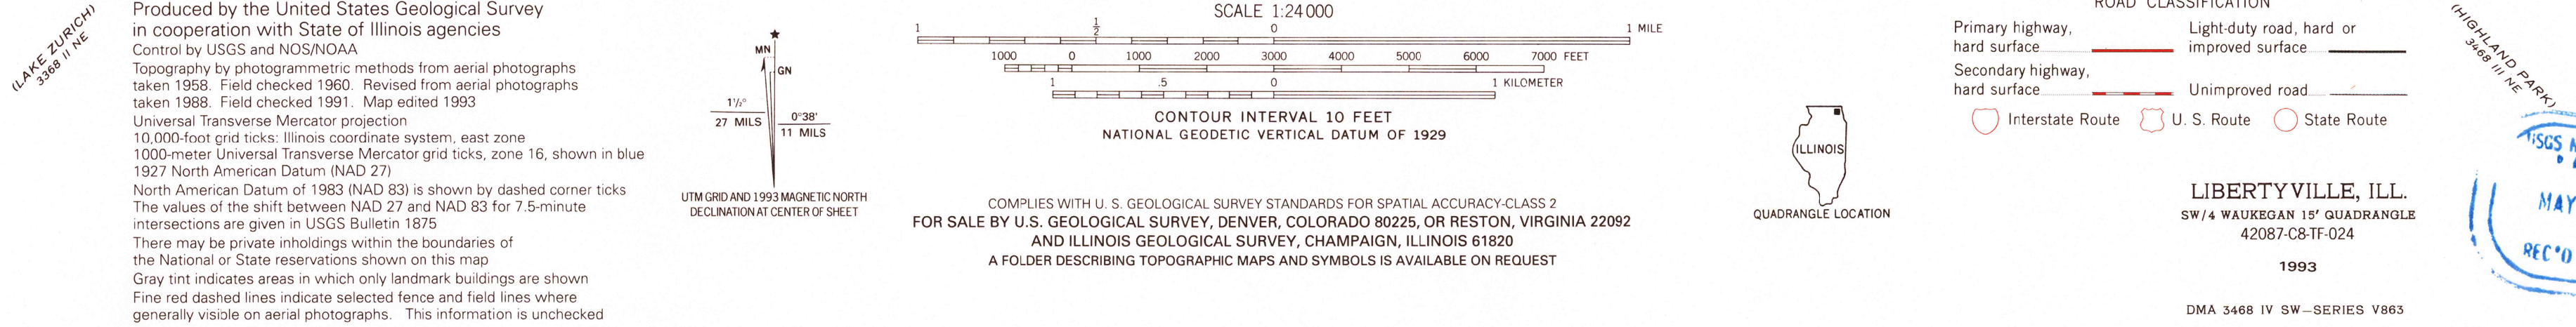 (LAKE ZURICH)
3368 II NE
Produced by the United States Geological Survey
in cooperation with State of Illinois agencies
Control by USGS and NOS/NOAA
Topography by photogrammetric methods from aerial photographs
taken 1958. Field checked 1960. Revised from aerial photographs
taken 1988. Field checked 1991. Map edited 1993
Universal Transverse Mercator projection
10,000-foot grid ticks: Illinois coordinate system, east zone
1000-meter Universal Transverse Mercator grid ticks, zone 16, shown in blue
1927 North American Datum (NAD 27)
North American Datum of 1983 (NAD 83) is shown by dashed corner ticks
The values of the shift between NAD 27 and NAD 83 for 7.5-minute
intersections are given in USGS Bulletin 1875
There may be private inholdings within the boundaries of
the National or State reservations shown on this map
Gray tint indicates areas in which only landmark buildings are shown
Fine red dashed lines indicate selected fence and field lines where
generally visible on aerial photographs. This information is unchecked
★
MN
GN
1½°
27 MILS
0°38'
11 MILS
UTM GRID AND 1993 MAGNETIC NORTH
DECLINATION AT CENTER OF SHEET
SCALE 1:24 000
1 ½ 0 1 MILE
1000 0 1000 2000 3000 4000 5000 6000 7000 FEET
1 .5 0 1 KILOMETER
CONTOUR INTERVAL 10 FEET
NATIONAL GEODETIC VERTICAL DATUM OF 1929
COMPLIES WITH U. S. GEOLOGICAL SURVEY STANDARDS FOR SPATIAL ACCURACY-CLASS 2
FOR SALE BY U.S. GEOLOGICAL SURVEY, DENVER, COLORADO 80225, OR RESTON, VIRGINIA 22092
AND ILLINOIS GEOLOGICAL SURVEY, CHAMPAIGN, ILLINOIS 61820
A FOLDER DESCRIBING TOPOGRAPHIC MAPS AND SYMBOLS IS AVAILABLE ON REQUEST
ILLINOIS
QUADRANGLE LOCATION
ROAD CLASSIFICATION
Primary highway,
hard surface
Light-duty road, hard or
improved surface
Secondary highway,
hard surface
Unimproved road
Interstate Route U. S. Route State Route
(HIGHLAND PARK)
3468 III NE
LIBERTYVILLE, ILL.
SW/4 WAUKEGAN 15' QUADRANGLE
42087-C8-TF-024
1993
DMA 3468 IV SW–SERIES V863
USGS
MAY
REC'D